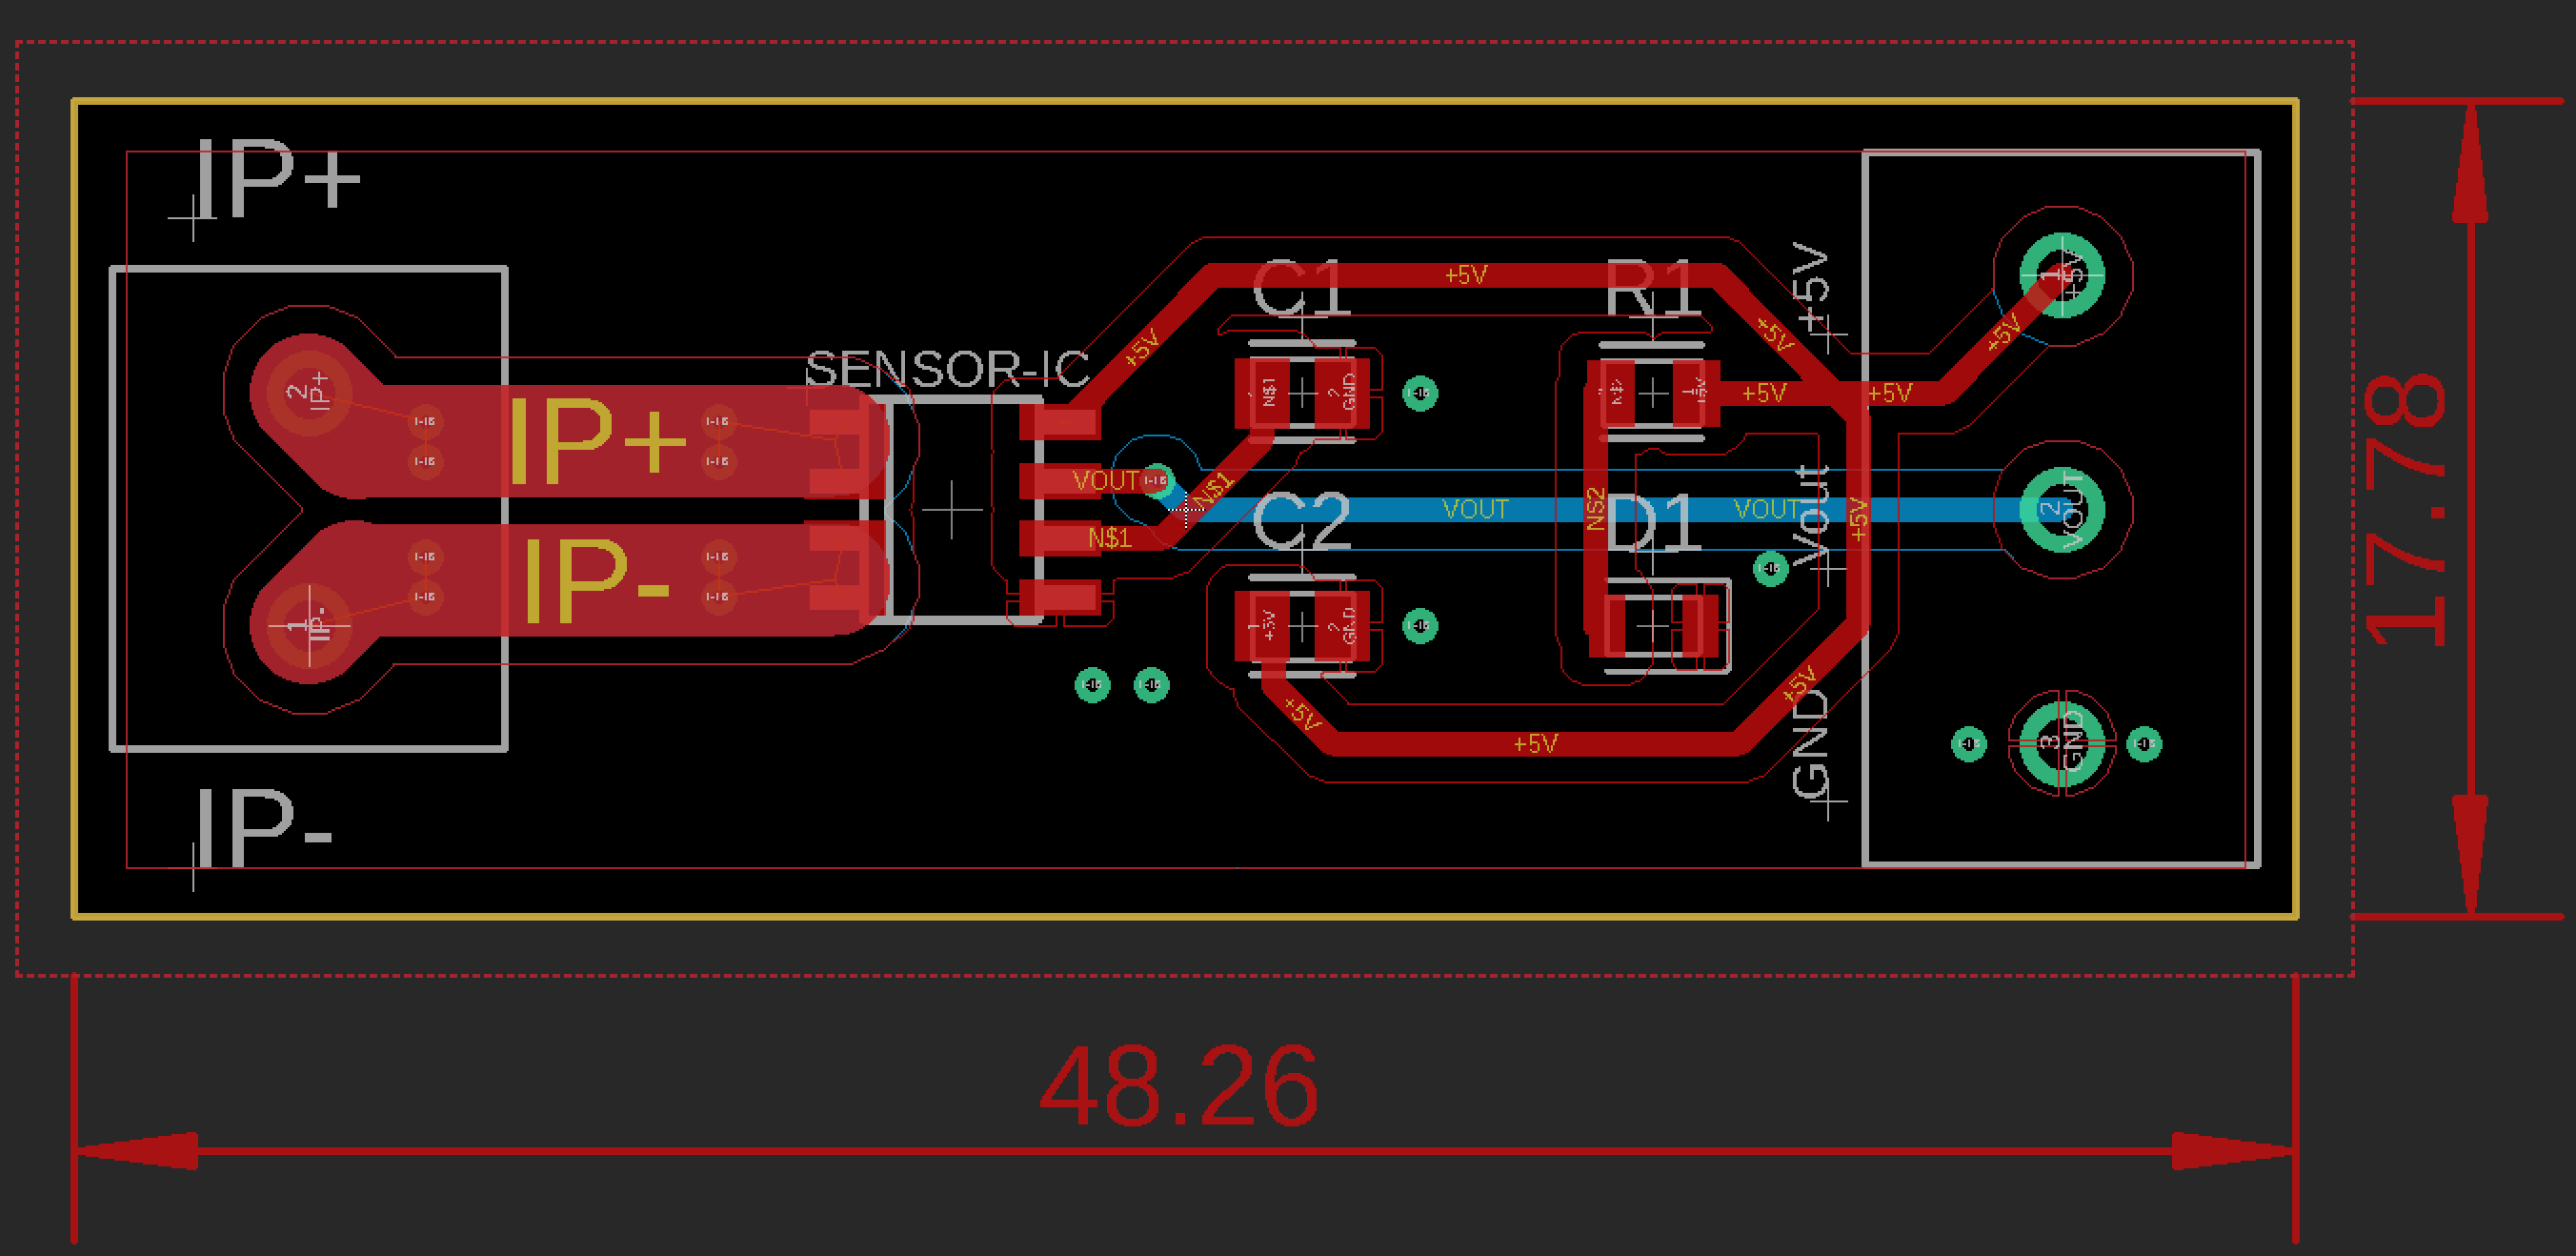 IP+
SENSOR-IC
C1
R1
+5V
+5V
+5V
+5V
+5V
+5V
+5V
1
+5V
2
IP+
IP+
N$1
2
GND
VOUT
N$1
N$1
C2
VOUT
N$2
D1
VOUT
Vout
+5V
2
VOUT
IP-
1
IP-
1
+5V
2
GND
+5V
+5V
+5V
GND
3
GND
IP-
17.78
48.26